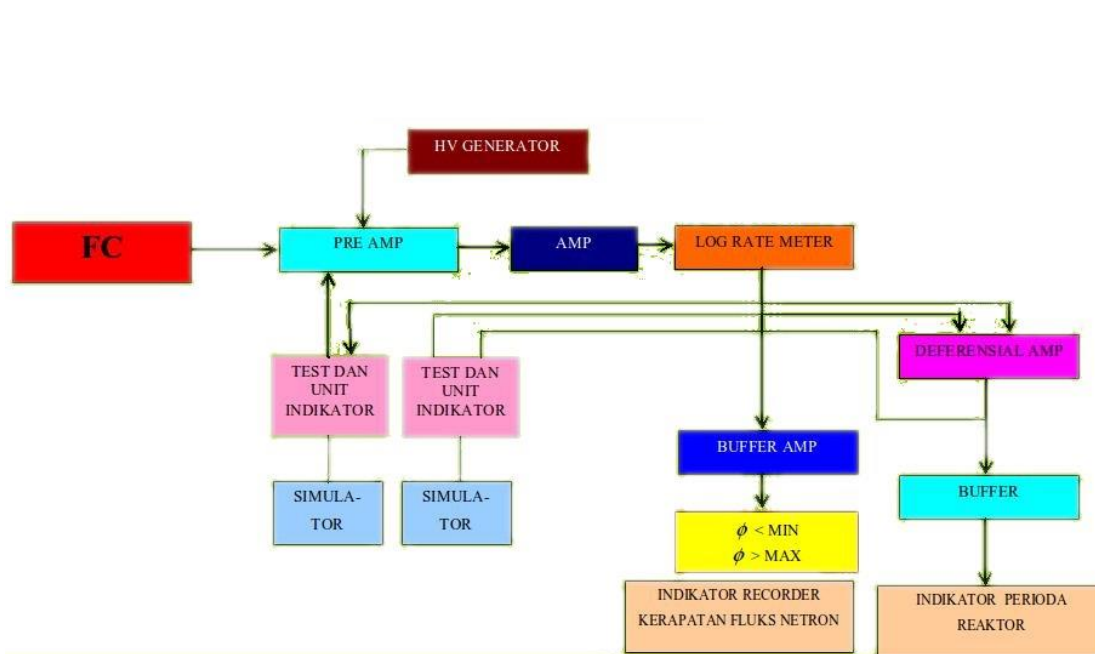 HV GENERATOR
FC
PRE AMP
AMP
LOG RATE METER
DEFERENSIAL AMP
TEST DAN
UNIT
INDIKATOR
TEST DAN
UNIT
INDIKATOR
BUFFER AMP
BUFFER
SIMULA-
TOR
SIMULA-
TOR
ϕ < MIN
ϕ > MAX
INDIKATOR RECORDER
KERAPATAN FLUKS NETRON
INDIKATOR PERIODA
REAKTOR